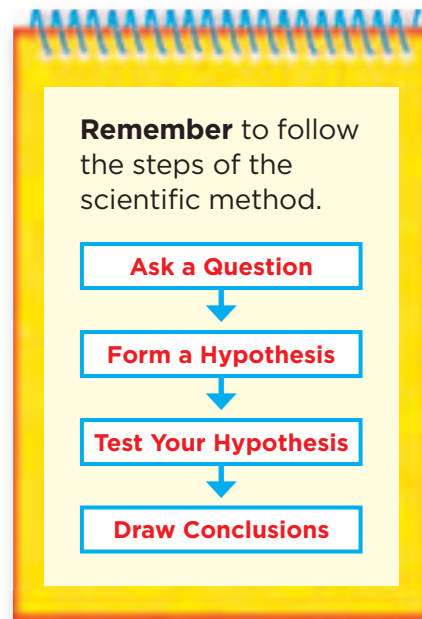 Remember to follow
the steps of the
scientific method.
Ask a Question
Form a Hypothesis
Test Your Hypothesis
Draw Conclusions